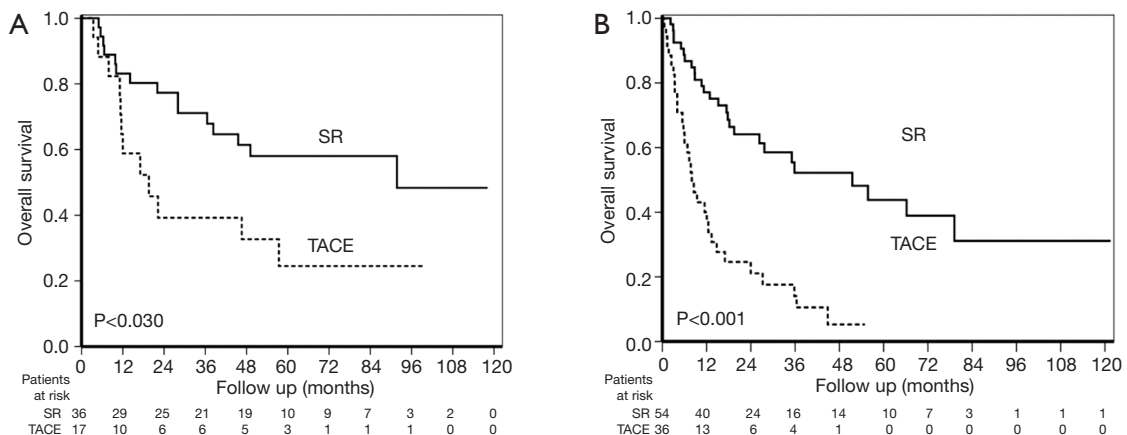 A
Overall survival
1.0
0.8
0.6
0.4
0.2
0.0
SR
TACE
P<0.030
0 12 24 36 48 60 72 84 96 108 120
Follow up (months)
Patients
at risk
SR 36 29 25 21 19 10 9 7 3 2 0
TACE 17 10 6 6 5 3 1 1 1 0 0
B
Overall survival
1.0
0.8
0.6
0.4
0.2
0.0
SR
TACE
P<0.001
0 12 24 36 48 60 72 84 96 108 120
Follow up (months)
Patients
at risk
SR 54 40 24 16 14 10 7 3 1 1 1
TACE 36 13 6 4 1 0 0 0 0 0 0